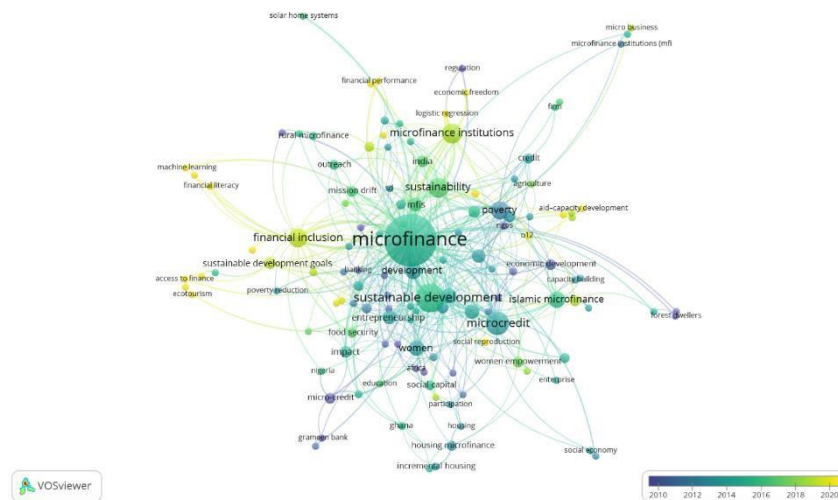 solar home systems
micro business
microfinance institutions (mfi
regulation
financial performance
economic freedom
logistic regression
firm
microfinance institutions
rural microfinance
outreach
india
credit
machine learning
financial literacy
mission drift
sustainability
agriculture
mfis
poverty
aid-capacity development
ngos
o12
financial inclusion
microfinance
sustainable development goals
banking
development
economic development
access to finance
capacity building
ecotourism
poverty reduction
sustainable development
islamic microfinance
entrepreneurship
microcredit
forest dwellers
food security
social reproduction
impact
women
women empowerment
africa
nigeria
education
social capital
enterprise
micro-credit
participation
ghana
housing
grameen bank
housing microfinance
social economy
incremental housing
VOSviewer
2010 2012 2014 2016 2018 2020